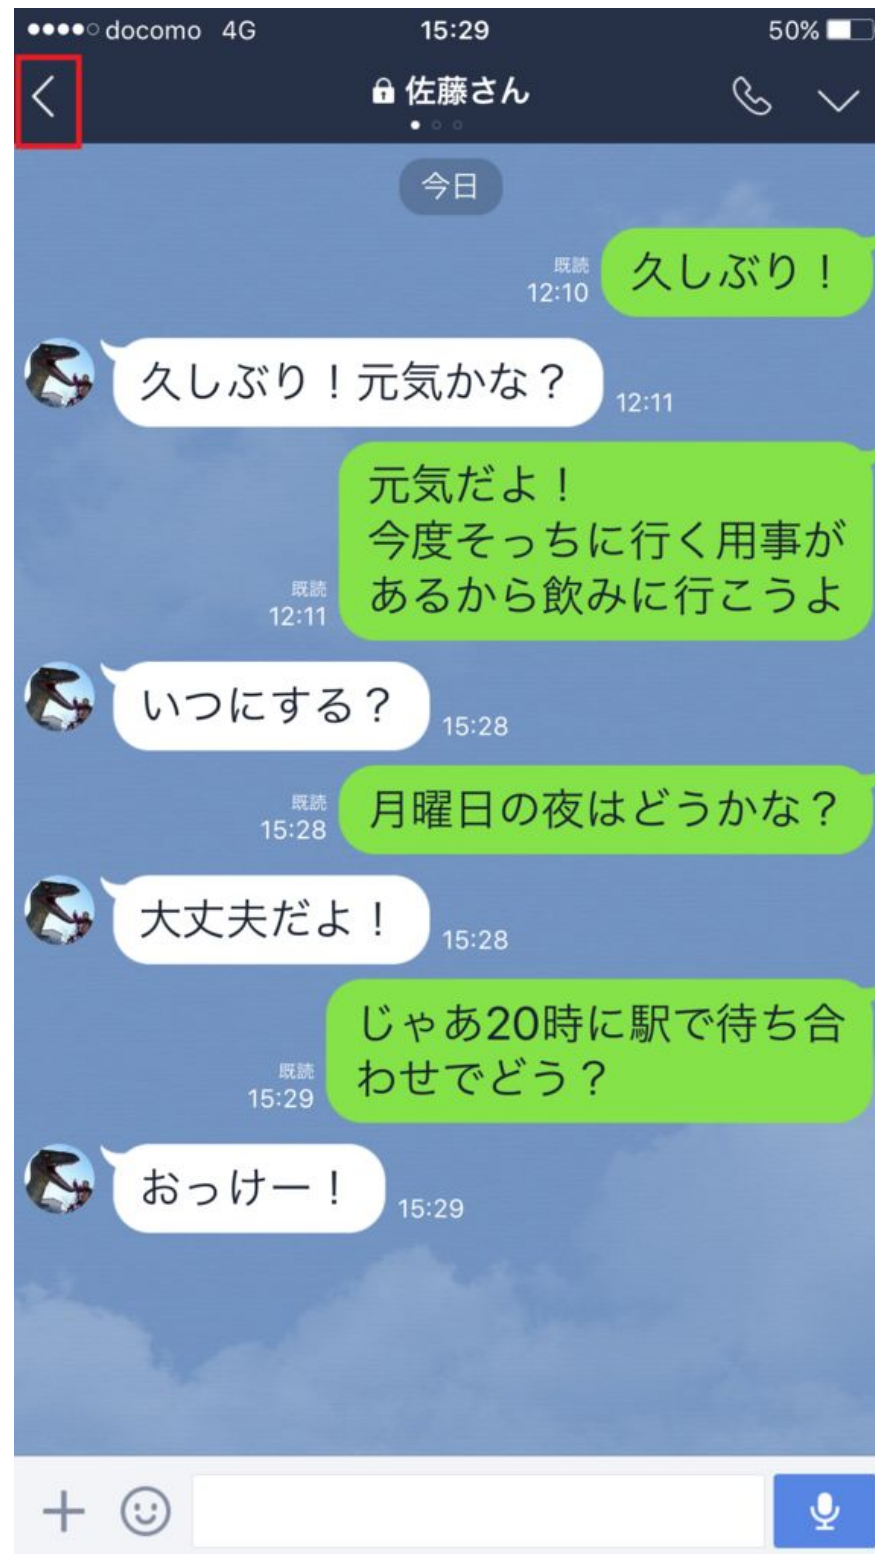 docomo 4G 15:29 50%
佐藤さん
今日
久しぶり！
既読
12:10
久しぶり！元気かな？
12:11
元気だよ！
今度そっちに行く用事が
あるから飲みに行こうよ
既読
12:11
いつにする？
15:28
月曜日の夜はどうかな？
既読
15:28
大丈夫だよ！
15:28
じゃあ20時に駅で待ち合
わせでどう？
既読
15:29
おっけー！
15:29